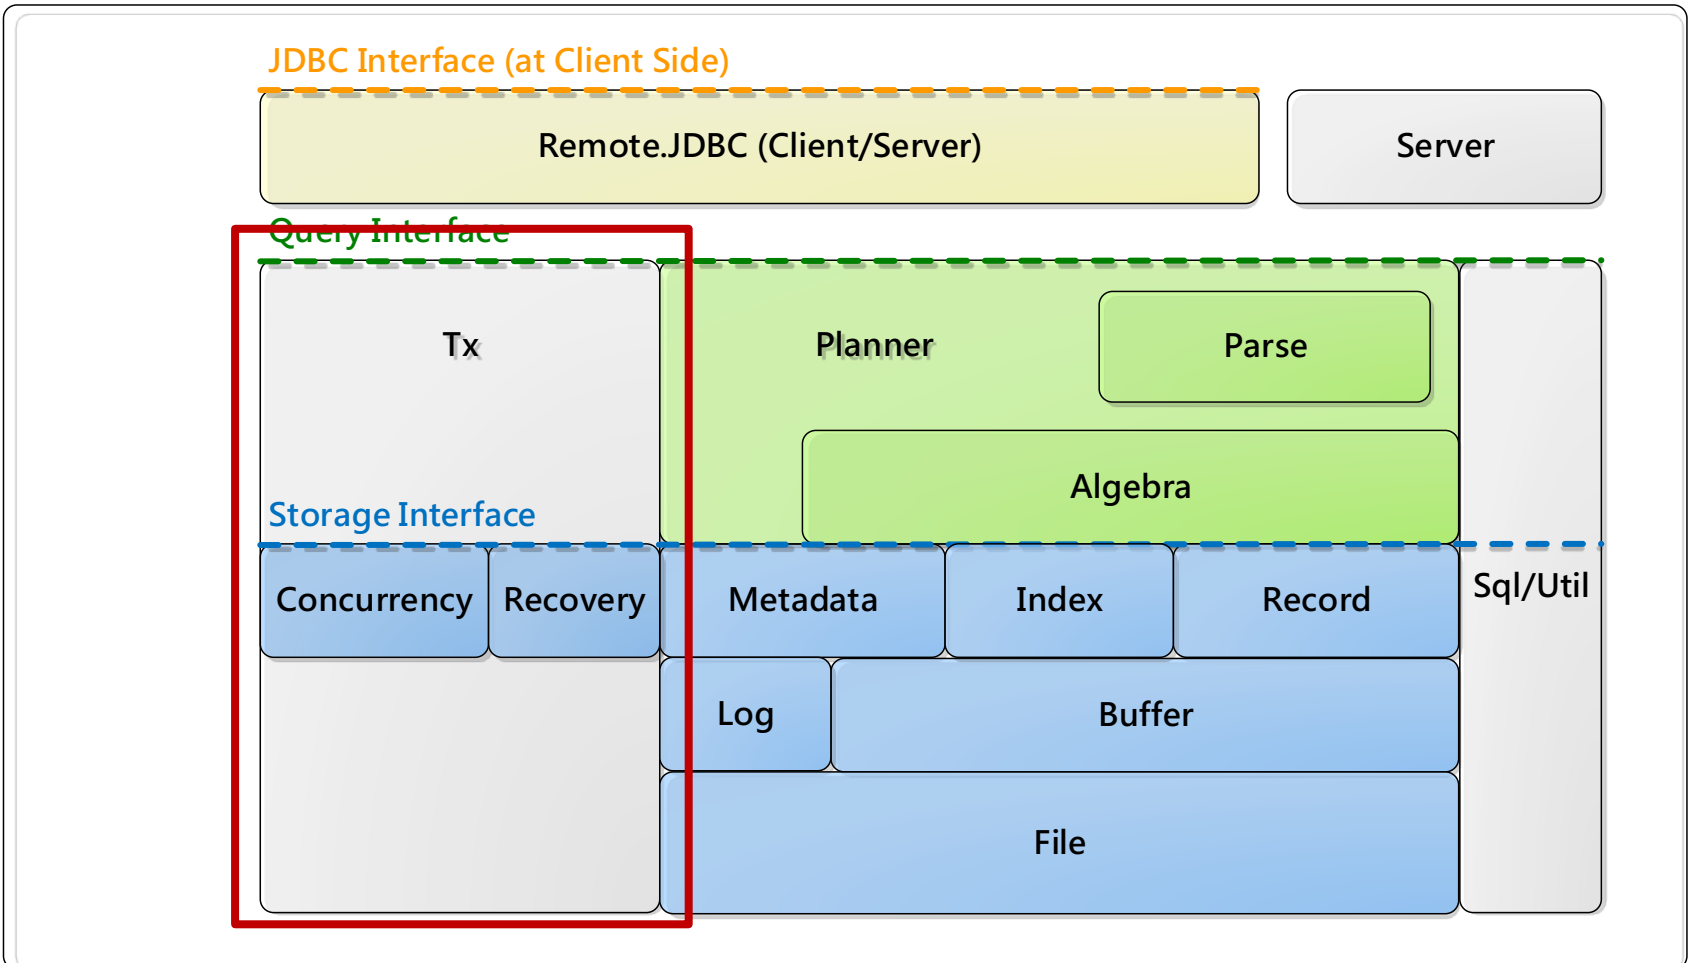 JDBC Interface (at Client Side)
Remote.JDBC (Client/Server)
Server
Query Interface
Tx
Planner
Parse
Algebra
Storage Interface
Concurrency
Recovery
Metadata
Index
Record
Sql/Util
Log
Buffer
File